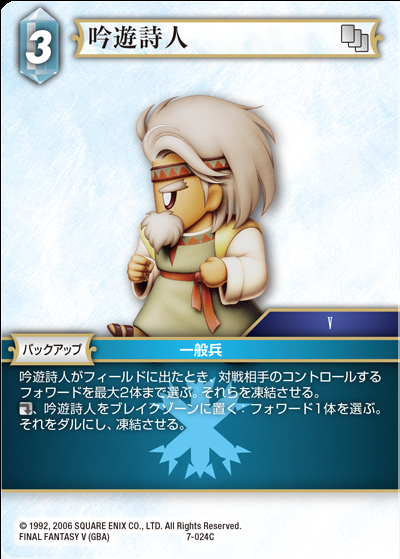 3
吟遊詩人
V
バックアップ
一般兵
吟遊詩人がフィールドに出たとき、対戦相手のコントロールする
フォワードを最大2体まで選ぶ。それらを凍結させる。
、吟遊詩人をブレイクゾーンに置く:フォワード1体を選ぶ。
それをダルにし、凍結させる。
© 1992, 2006 SQUARE ENIX CO., LTD. All Rights Reserved.
FINAL FANTASY V (GBA)
7-024C